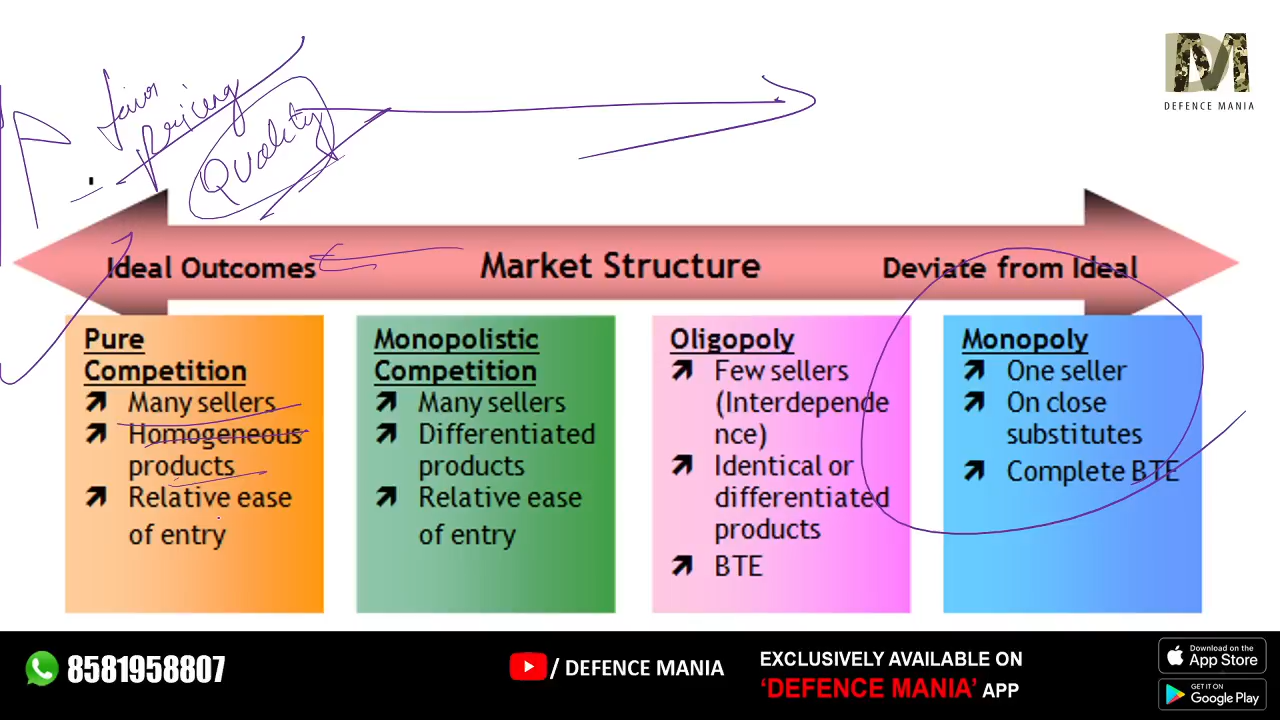 DEFENCE MANIA
fair
Pricing
Quality
Ideal Outcomes
Market Structure
Deviate from Ideal
Pure
Competition
Many sellers
Homogeneous
products
Relative ease
of entry
Monopolistic
Competition
Many sellers
Differentiated
products
Relative ease
of entry
Oligopoly
Few sellers
(Interdepende
nce)
Identical or
differentiated
products
BTE
Monopoly
One seller
On close
substitutes
Complete BTE
8581958807
/ DEFENCE MANIA
EXCLUSIVELY AVAILABLE ON
‘DEFENCE MANIA’ APP
Download on the
App Store
GET IT ON
Google Play